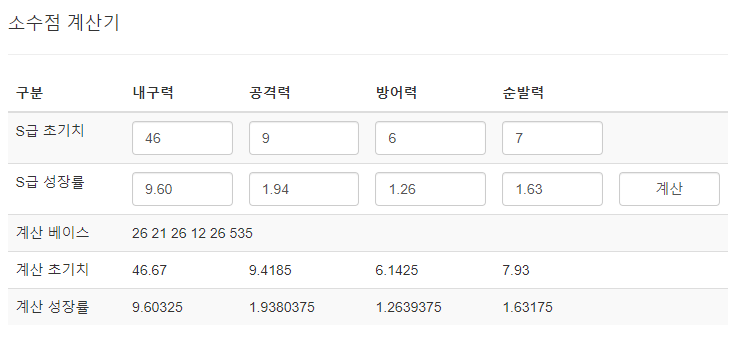 소수점 계산기
구분 내구력 공격력 방어력 순발력
S급 초기치 46 9 6 7
S급 성장률 9.60 1.94 1.26 1.63 계산
계산 베이스 26 21 26 12 26 535
계산 초기치 46.67 9.4185 6.1425 7.93
계산 성장률 9.60325 1.9380375 1.2639375 1.63175